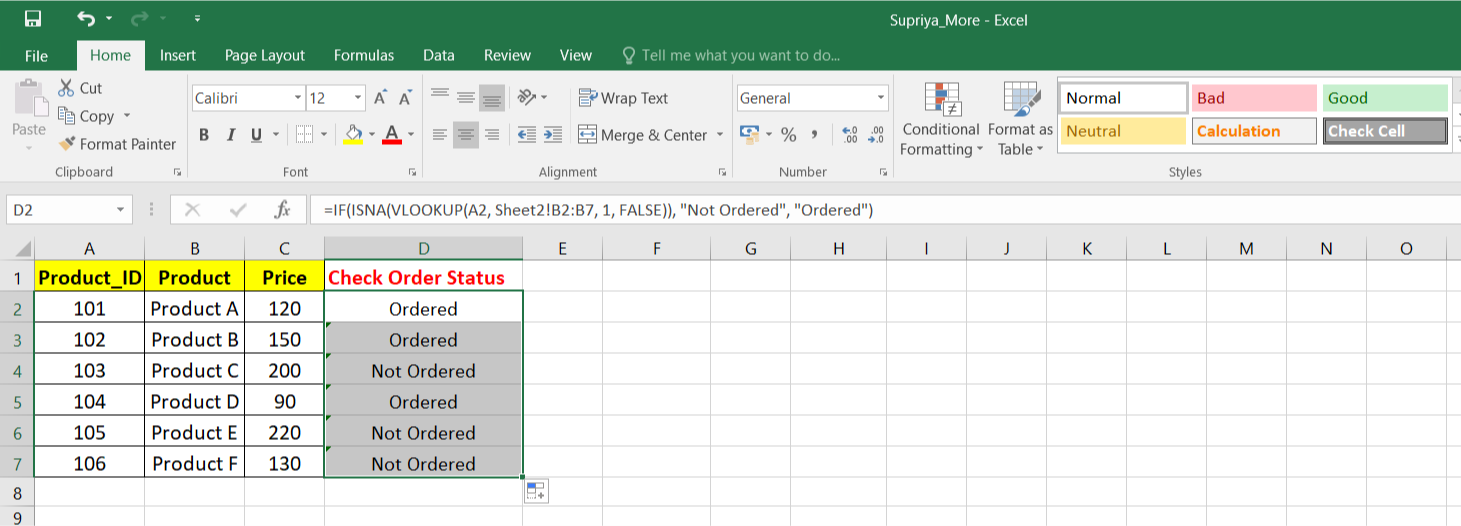 Supriya_More - Excel
File Home Insert Page Layout Formulas Data Review View Tell me what you want to do...
Paste Cut Copy Format Painter
Calibri 12 A A
Wrap Text
General
Conditional Formatting
Format as Table
Normal Bad Good
B I U A
Merge & Center
% , .00 .00
Neutral Calculation Check Cell
Clipboard Font Alignment Number Styles
D2 fx =IF(ISNA(VLOOKUP(A2, Sheet2!B2:B7, 1, FALSE)), "Not Ordered", "Ordered")
A B C D E F G H I J K L M N O
1 Product_ID Product Price Check Order Status
2 101 Product A 120 Ordered
3 102 Product B 150 Ordered
4 103 Product C 200 Not Ordered
5 104 Product D 90 Ordered
6 105 Product E 220 Not Ordered
7 106 Product F 130 Not Ordered
8
9